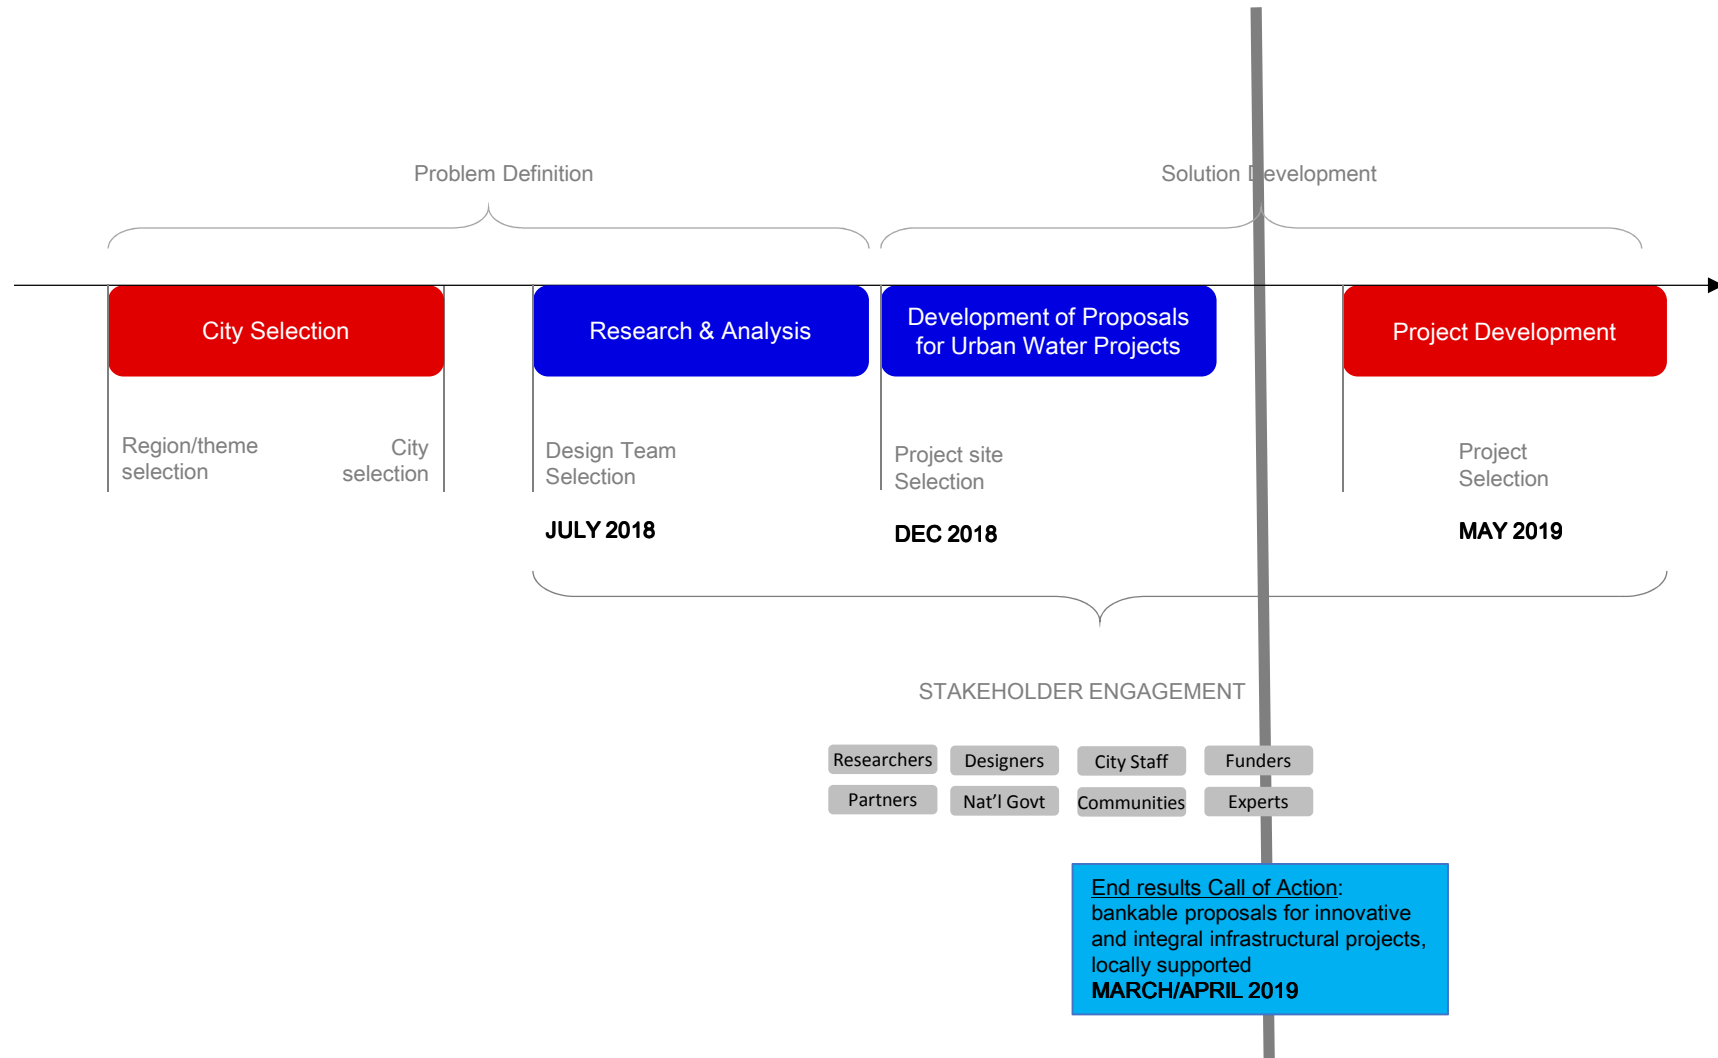 Problem Definition
Solution Development
City Selection
Research & Analysis
Development of Proposals
for Urban Water Projects
Project Development
Region/theme
selection
City
selection
Design Team
Selection
JULY 2018
Project site
Selection
DEC 2018
Project
Selection
MAY 2019
STAKEHOLDER ENGAGEMENT
Researchers
Designers
City Staff
Funders
Partners
Nat'l Govt
Communities
Experts
End results Call of Action:
bankable proposals for innovative
and integral infrastructural projects,
locally supported
MARCH/APRIL 2019